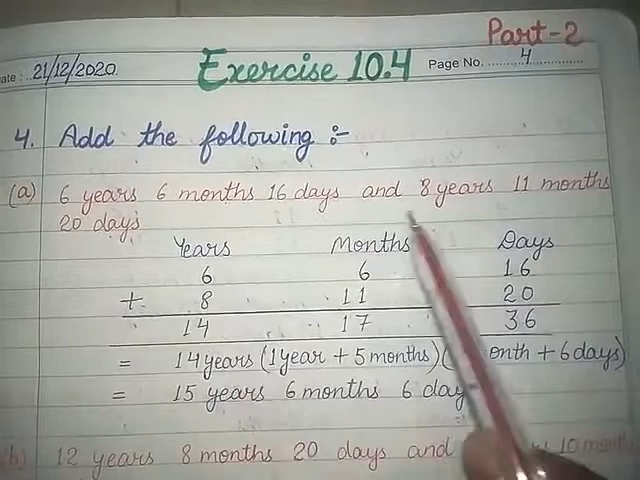 Part-2
ate: 21/12/2020. Exercise 10.4 Page No. 4
4. Add the following :-
(a) 6 years 6 months 16 days and 8 years 11 months
20 days
Years Months Days
6 6 16
+ 8 11 20
14 17 36
= 14 years (1 year + 5 months) ( onth + 6 days)
= 15 years 6 months 6 day
b) 12 years 8 months 20 days and 10 month